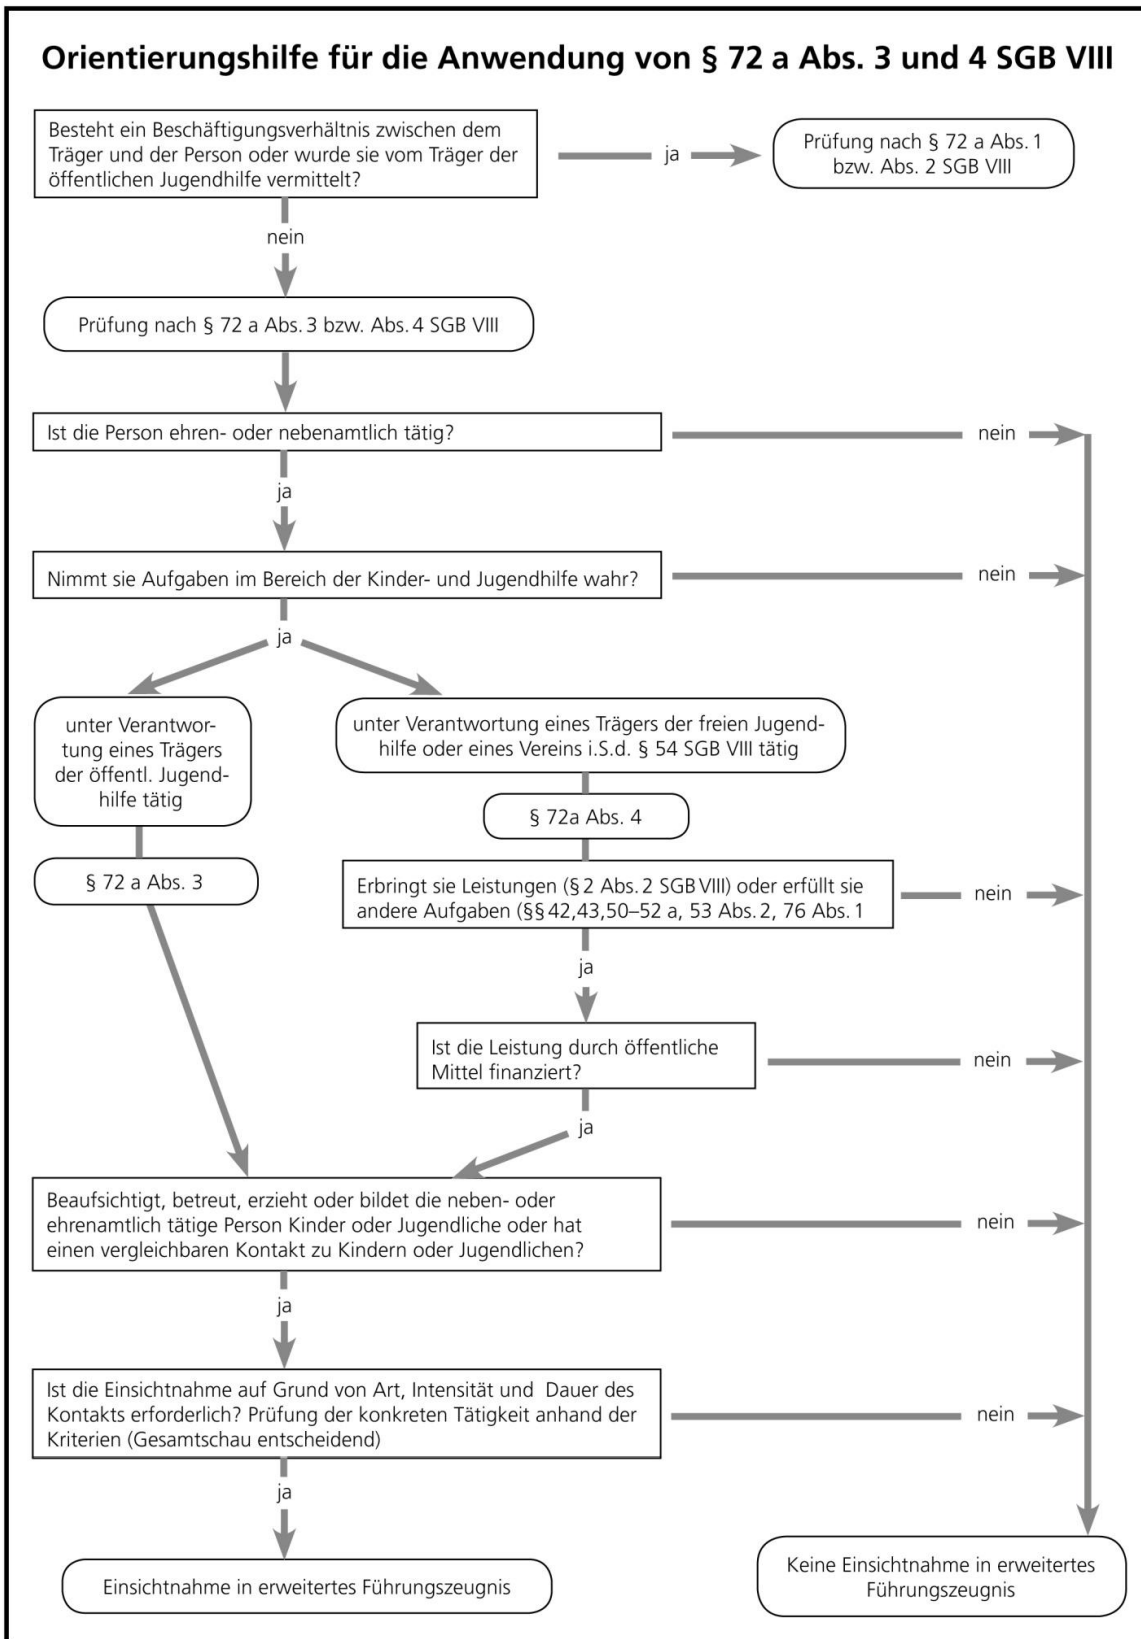 Orientierungshilfe für die Anwendung von § 72 a Abs. 3 und 4 SGB VIII
Besteht ein Beschäftigungsverhältnis zwischen dem
Träger und der Person oder wurde sie vom Träger der
öffentlichen Jugendhilfe vermittelt?
ja
Prüfung nach § 72 a Abs. 1
bzw. Abs. 2 SGB VIII
nein
Prüfung nach § 72 a Abs. 3 bzw. Abs. 4 SGB VIII
Ist die Person ehren- oder nebenamtlich tätig?
nein
ja
Nimmt sie Aufgaben im Bereich der Kinder- und Jugendhilfe wahr?
nein
ja
unter Verantwor-
tung eines Trägers
der öffentl. Jugend-
hilfe tätig
unter Verantwortung eines Trägers der freien Jugend-
hilfe oder eines Vereins i.S.d. § 54 SGB VIII tätig
§ 72a Abs. 4
§ 72 a Abs. 3
Erbringt sie Leistungen (§ 2 Abs. 2 SGB VIII) oder erfüllt sie
andere Aufgaben (§§ 42,43,50–52 a, 53 Abs. 2, 76 Abs. 1
nein
ja
Ist die Leistung durch öffentliche
Mittel finanziert?
nein
ja
Beaufsichtigt, betreut, erzieht oder bildet die neben- oder
ehrenamtlich tätige Person Kinder oder Jugendliche oder hat
einen vergleichbaren Kontakt zu Kindern oder Jugendlichen?
nein
ja
Ist die Einsichtnahme auf Grund von Art, Intensität und Dauer des
Kontakts erforderlich? Prüfung der konkreten Tätigkeit anhand der
Kriterien (Gesamtschau entscheidend)
nein
ja
Einsichtnahme in erweitertes Führungszeugnis
Keine Einsichtnahme in erweitertes
Führungszeugnis